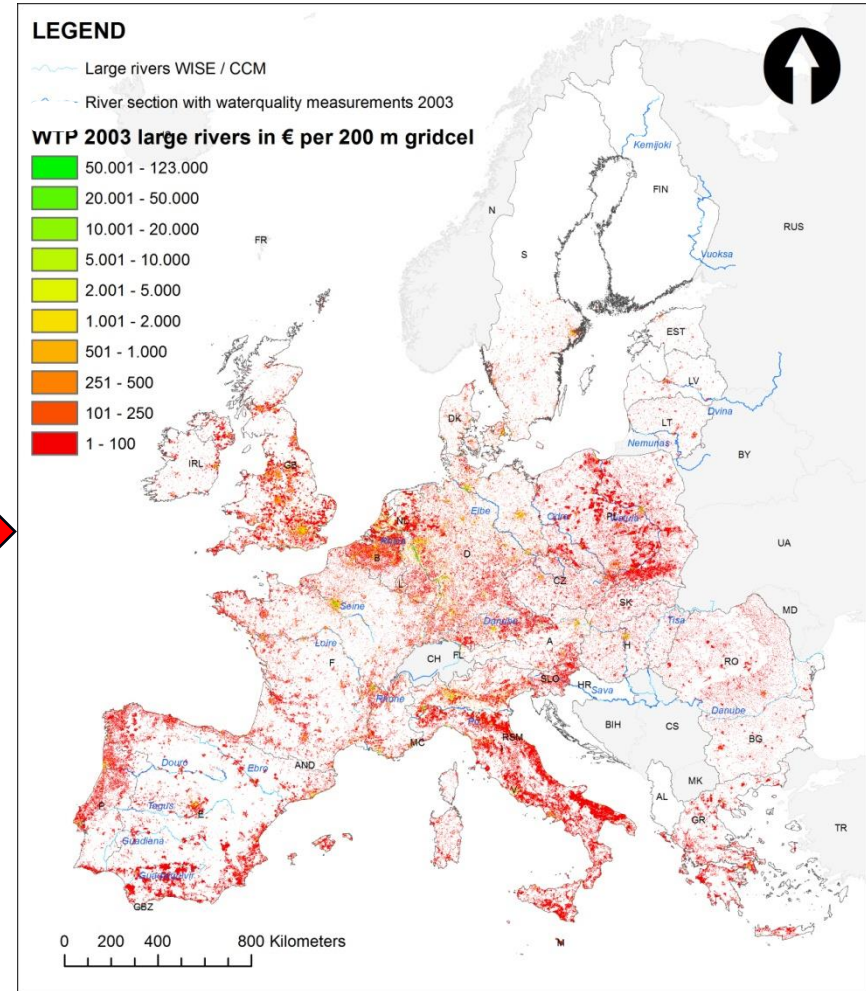 LEGEND
Large rivers WISE / CCM
River section with waterquality measurements 2003
WTP 2003 large rivers in € per 200 m gridcel
50.001 - 123.000
20.001 - 50.000
10.001 - 20.000
5.001 - 10.000
2.001 - 5.000
1.001 - 2.000
501 - 1.000
251 - 500
101 - 250
1 - 100
Kemijoki
FIN
N
RUS
FR
S
Vuoksa
EST
LV
Dvina
DK
LT
Nemunas
BY
IRL
GB
NL
Elbe
Odra
PL
B
D
UA
L
CZ
SK
Seine
Danube
Tisa
MD
Loire
A
H
F
CH
FL
RO
SLO
HR
Sava
Rhone
Danube
Po
BIH
CS
RSM
MC
BG
AND
I
Douro
Ebro
MK
V
AL
Tagus
E
P
GR
TR
Guadiana
Guadalquivir
GBZ
M
0 200 400 800 Kilometers